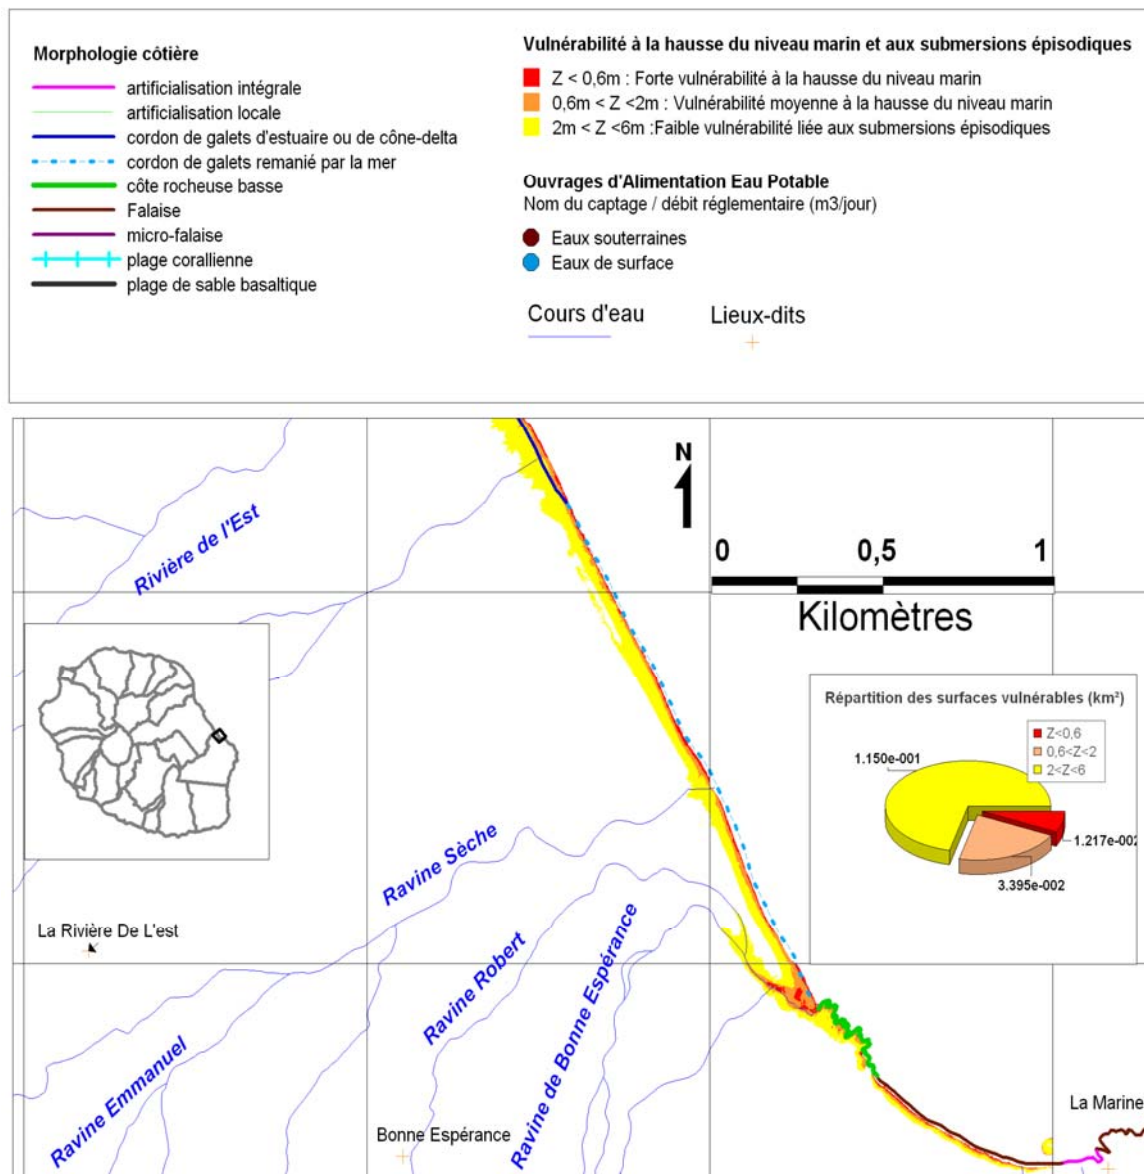 Morphologie côtière
artificialisation intégrale
artificialisation locale
cordon de galets d'estuaire ou de cône-delta
cordon de galets remanié par la mer
côte rocheuse basse
Falaise
micro-falaise
plage corallienne
plage de sable basaltique
Vulnérabilité à la hausse du niveau marin et aux submersions épisodiques
Z < 0,6m : Forte vulnérabilité à la hausse du niveau marin
0,6m < Z <2m : Vulnérabilité moyenne à la hausse du niveau marin
2m < Z <6m :Faible vulnérabilité liée aux submersions épisodiques
Ouvrages d'Alimentation Eau Potable
Nom du captage / débit réglementaire (m3/jour)
Eaux souterraines
Eaux de surface
Cours d'eau
Lieux-dits
N
0 0,5 1
Kilomètres
Rivière de l'Est
Répartition des surfaces vulnérables (km²)
Z<0,6
0,6<Z<2
2<Z<6
1.150e-001
1.217e-002
3.395e-002
Ravine Sèche
La Rivière De L'est
Ravine Robert
Ravine de Bonne Espérance
Ravine Emmanuel
Bonne Espérance
La Marine